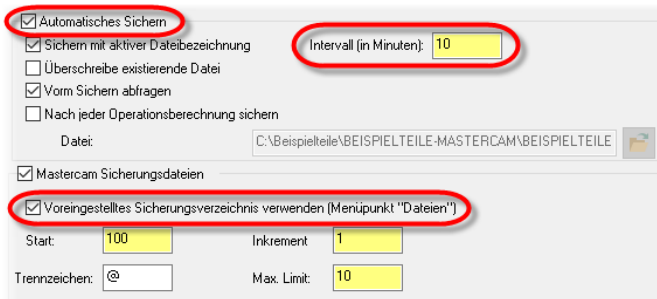 Automatisches Sichern
Sichern mit aktiver Dateibezeichnung Intervall (in Minuten): 10
Überschreibe existierende Datei
Vorm Sichern abfragen
Nach jeder Operationsberechnung sichern
Datei: C:\Beispielteile\BEISPIELTEILE-MASTERCAM\BEISPIELTEILE
Mastercam Sicherungsdateien
Voreingestelltes Sicherungsverzeichnis verwenden (Menüpunkt "Dateien")
Start: 100 Inkrement 1
Trennzeichen: @ Max. Limit: 10